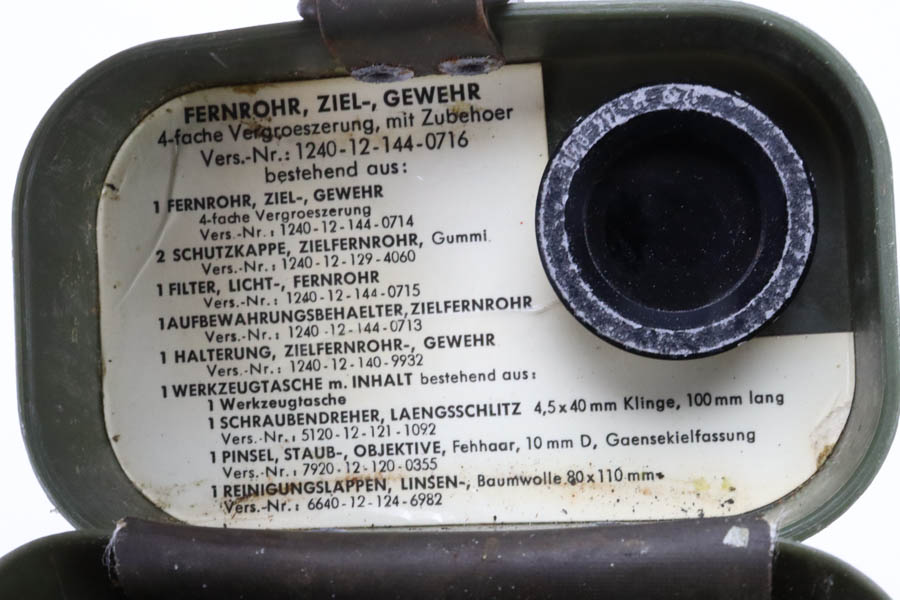 FERNROHR, ZIEL-, GEWEHR
4-fache Vergroeszerung, mit Zubehoer
Vers.-Nr.: 1240-12-144-0716
bestehend aus:
1 FERNROHR, ZIEL-, GEWEHR
4-fache Vergroeszerung
Vers.-Nr.: 1240-12-144-0714
2 SCHUTZKAPPE, ZIELFERNROHR, Gummi
Vers.-Nr.: 1240-12-129-4060
1 FILTER, LICHT-, FERNROHR
Vers.-Nr.: 1240-12-144-0715
1 AUFBEWAHRUNGSBEHAELTER, ZIELFERNROHR
Vers.-Nr.: 1240-12-144-0713
1 HALTERUNG, ZIELFERNROHR-, GEWEHR
Vers.-Nr.: 1240-12-140-9932
1 WERKZEUGTASCHE m. INHALT bestehend aus:
1 Werkzeugtasche
1 SCHRAUBENDREHER, LAENGSSCHLITZ 4,5x40mm Klinge, 100mm lang
Vers.-Nr.: 5120-12-121-1092
1 PINSEL, STAUB-, OBJEKTIVE, Fehhaar, 10 mm D, Gaensekielfassung
Vers.-Nr.: 7920-12-120-0355
1 REINIGUNGSLAPPEN, LINSEN-, Baumwolle 80x110 mm
Vers.-Nr.: 6640-12-124-6982